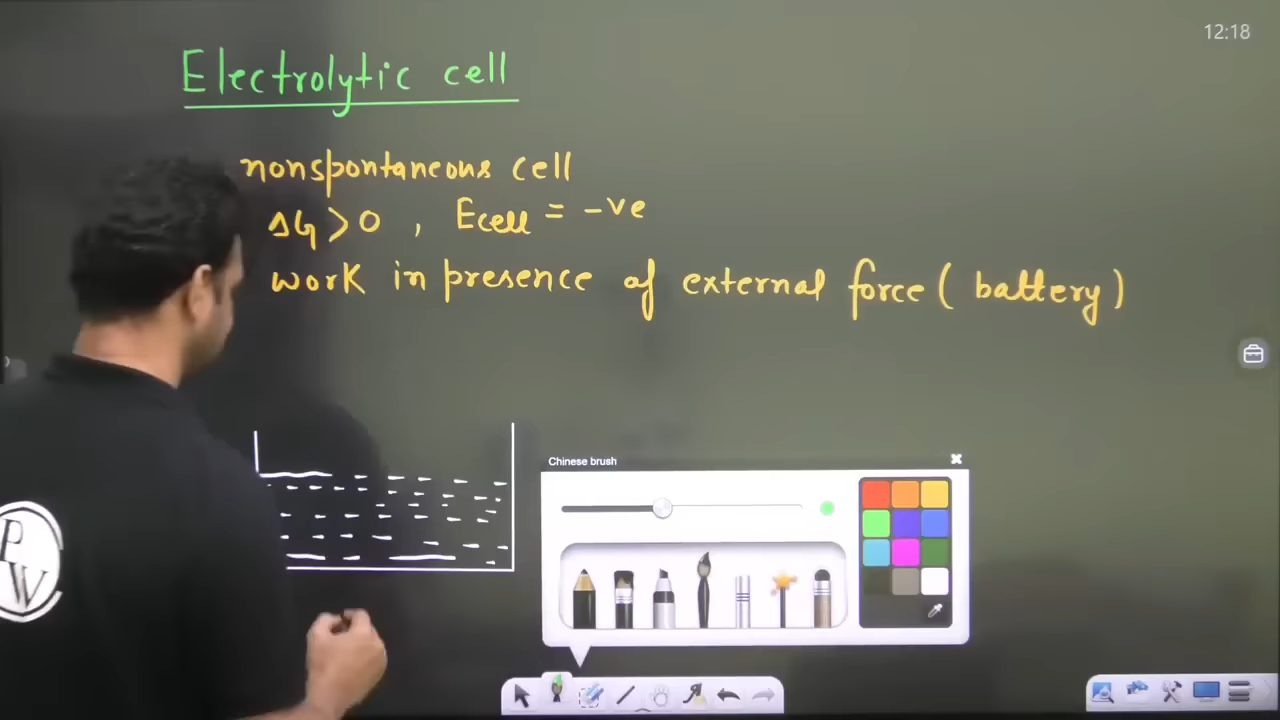 12:18
Electrolytic cell
nonspontaneous cell
ΔG > 0 , Ecell = -ve
work in presence of external force ( battery )
Chinese brush
PW